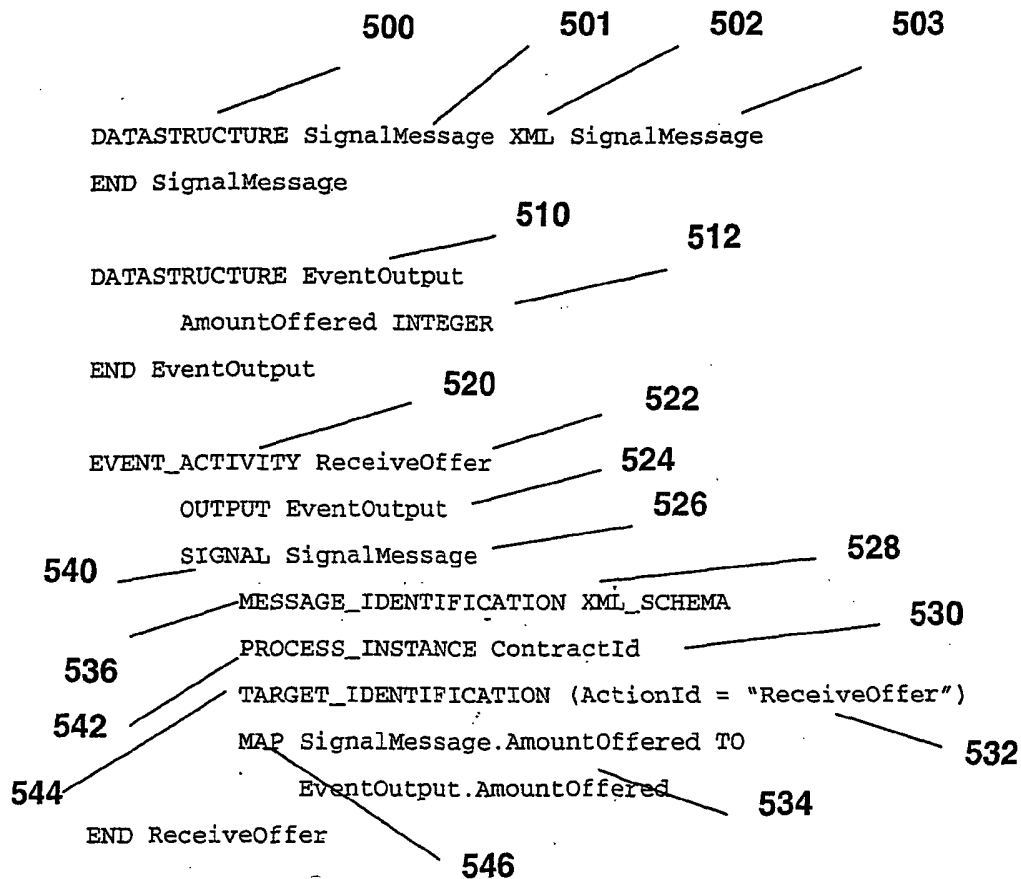 500 501 502 503
DATASTRUCTURE SignalMessage XML SignalMessage
END SignalMessage
510
512
DATASTRUCTURE EventOutput
AmountOffered INTEGER
END EventOutput
520
522
EVENT_ACTIVITY ReceiveOffer
524
OUTPUT EventOutput
526
SIGNAL SignalMessage
528
540
MESSAGE_IDENTIFICATION XML_SCHEMA
530
PROCESS_INSTANCE ContractId
536
TARGET_IDENTIFICATION (ActionId = "ReceiveOffer")
542
MAP SignalMessage.AmountOffered TO
532
544
EventOutput.AmountOffered
534
END ReceiveOffer
546